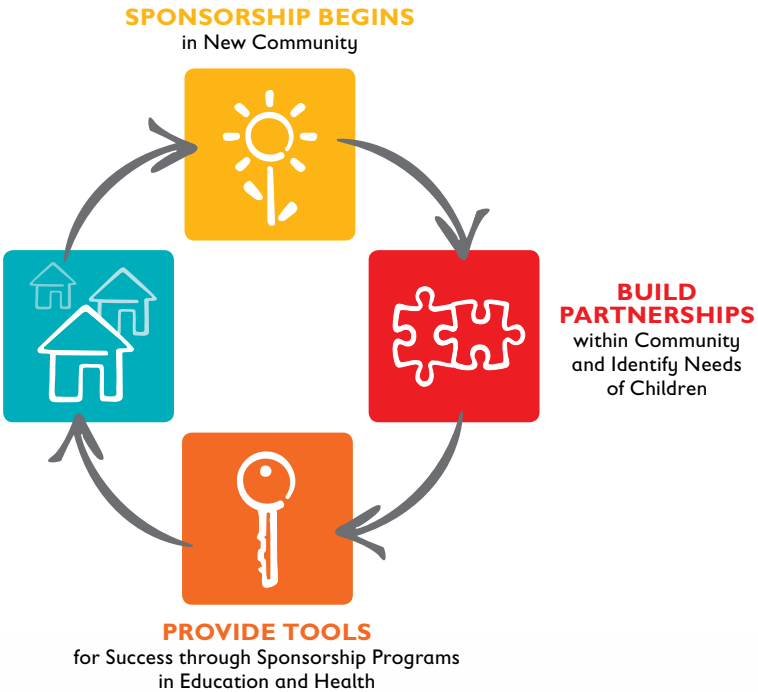 SPONSORSHIP BEGINS
in New Community
BUILD
PARTNERSHIPS
within Community
and Identify Needs
of Children
PROVIDE TOOLS
for Success through Sponsorship Programs
in Education and Health